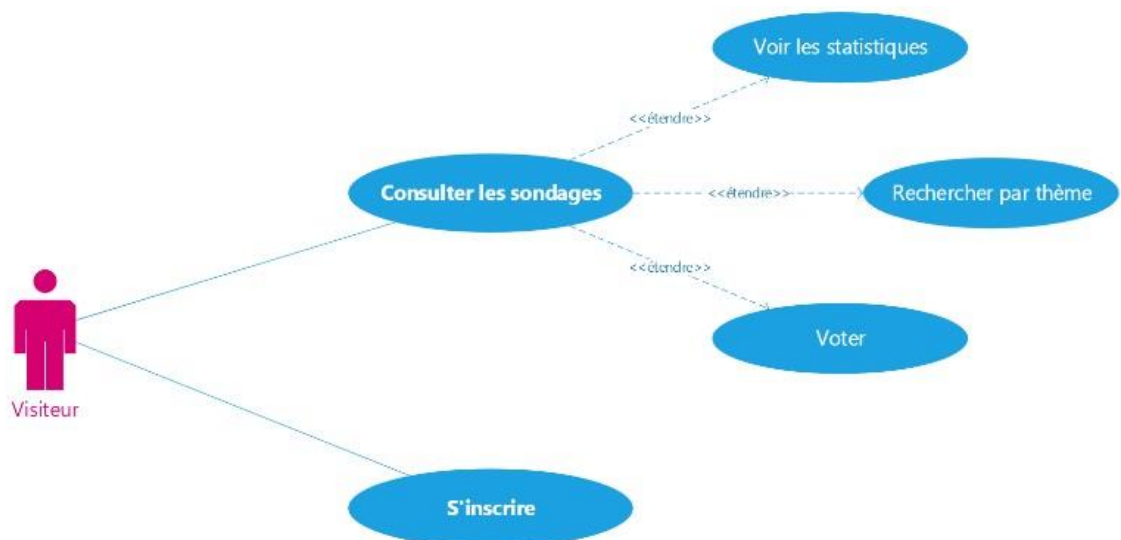 Voir les statistiques
<<étendre>>
Consulter les sondages
<<étendre>>
Rechercher par thème
<<étendre>>
Voter
Visiteur
S'inscrire